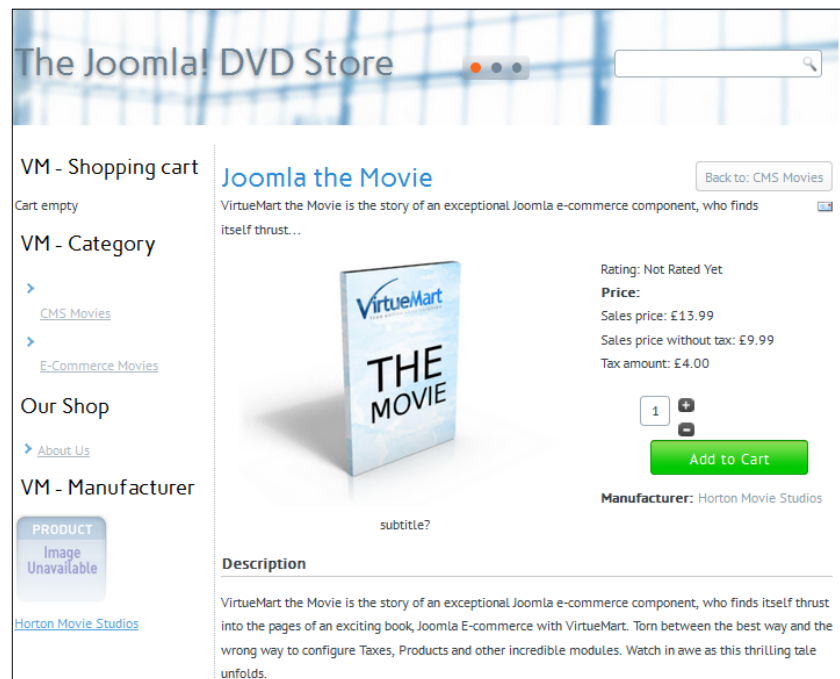 The Joomla! DVD Store
VM - Shopping cart
Cart empty
VM - Category
CMS Movies
E-Commerce Movies
Our Shop
About Us
VM - Manufacturer
PRODUCT
Image
Unavailable
Horton Movie Studios
Joomla the Movie
Back to: CMS Movies
VirtueMart the Movie is the story of an exceptional Joomla e-commerce component, who finds
itself thrust...
VirtueMart
THE
MOVIE
subtitle?
Rating: Not Rated Yet
Price:
Sales price: £13.99
Sales price without tax: £9.99
Tax amount: £4.00
1
Add to Cart
Manufacturer: Horton Movie Studios
Description
VirtueMart the Movie is the story of an exceptional Joomla e-commerce component, who finds itself thrust
into the pages of an exciting book, Joomla E-commerce with VirtueMart. Torn between the best way and the
wrong way to configure Taxes, Products and other incredible modules. Watch in awe as this thrilling tale
unfolds.